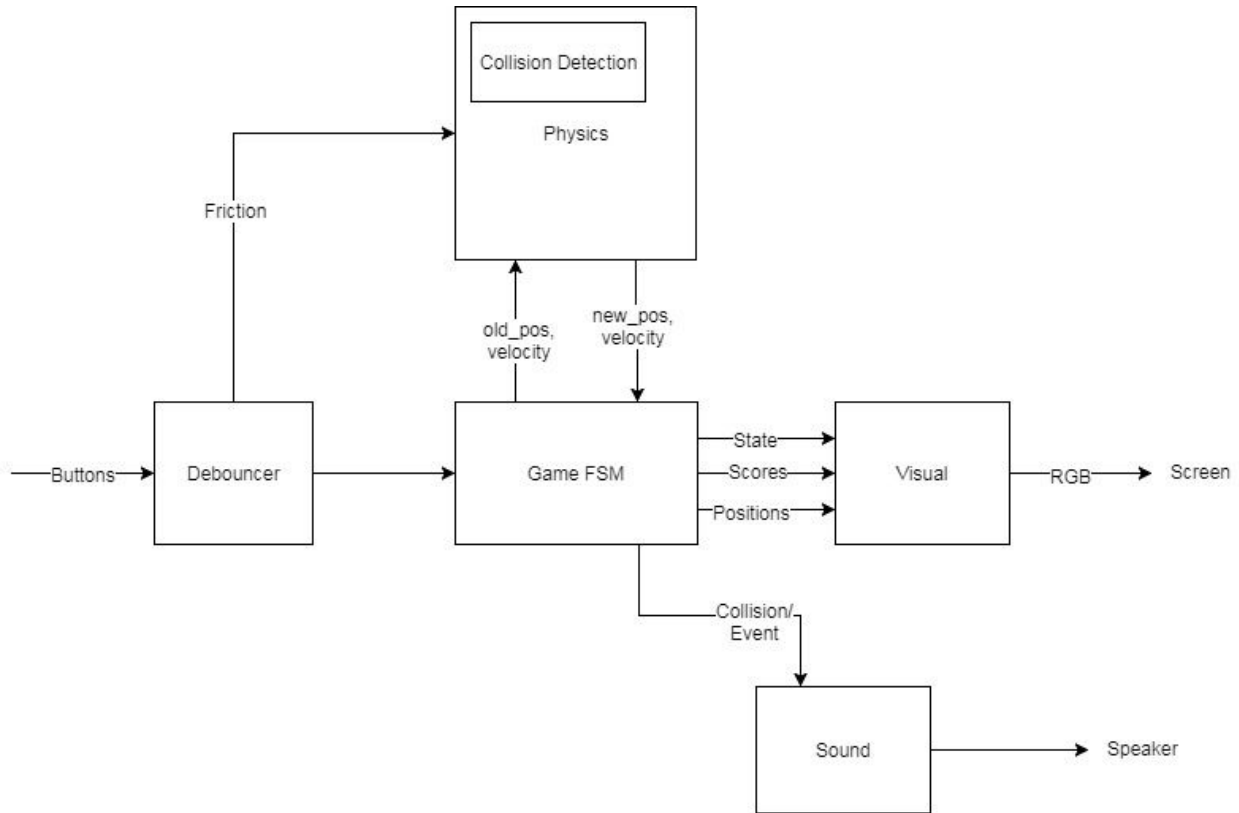 Collision Detection
Physics
Friction
old_pos,
velocity
new_pos,
velocity
Buttons
Debouncer
Game FSM
State
Scores
Positions
Visual
RGB
Screen
Collision/
Event
Sound
Speaker